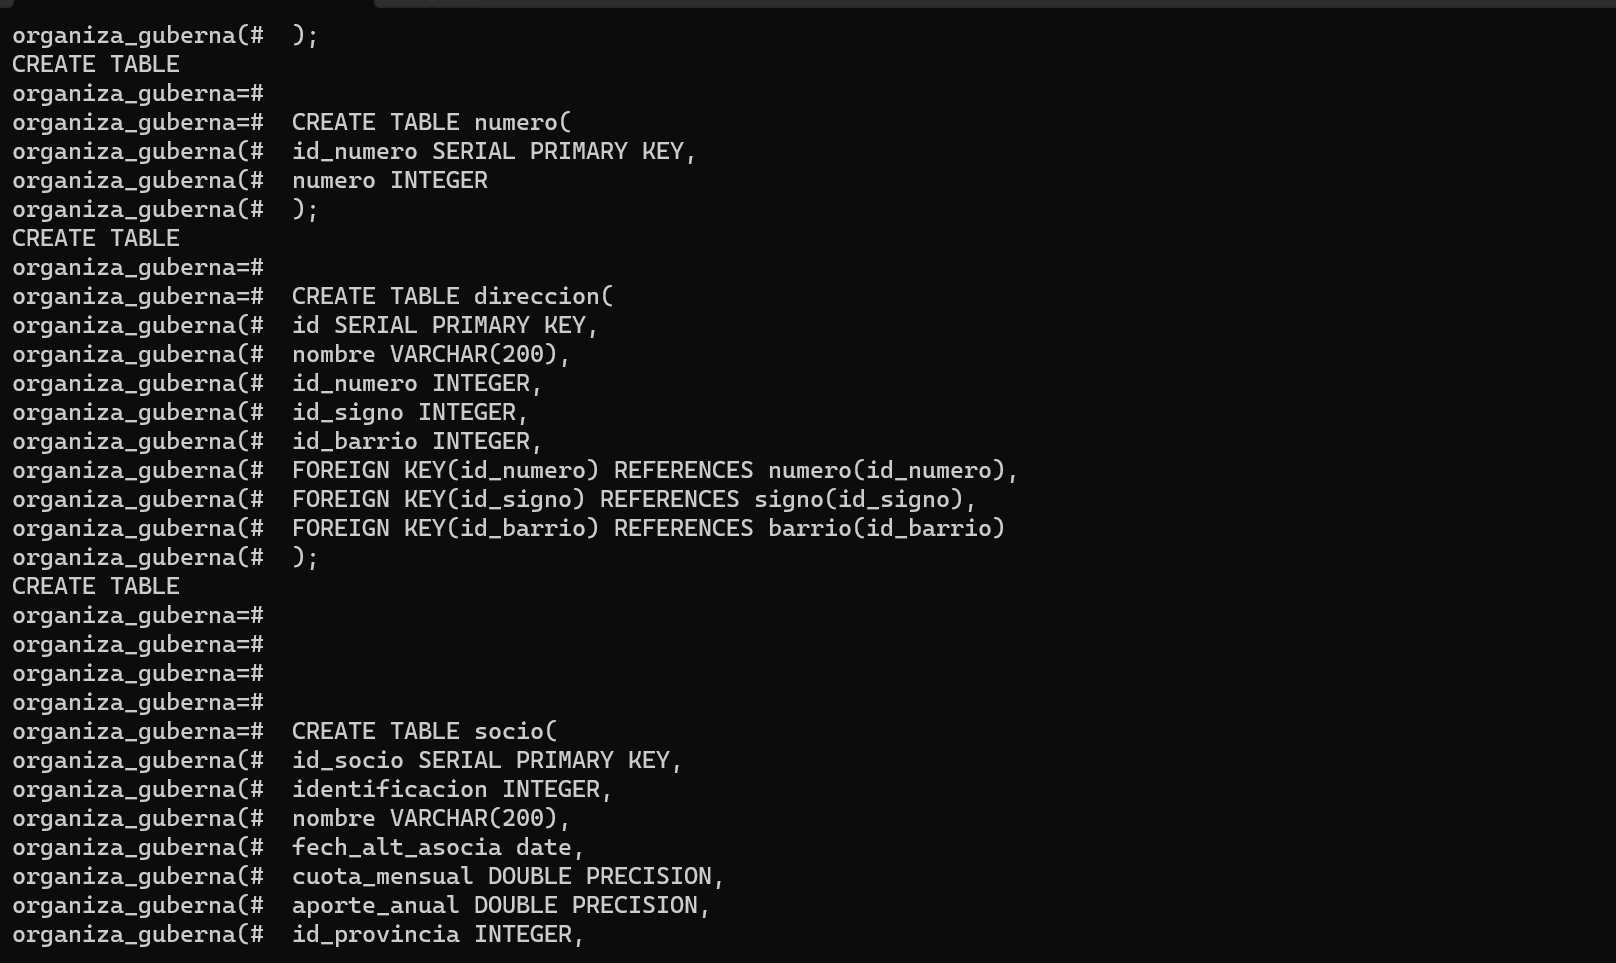 organiza_guberna(#  );
CREATE TABLE
organiza_guberna=#
organiza_guberna=#  CREATE TABLE numero(
organiza_guberna(#  id_numero SERIAL PRIMARY KEY,
organiza_guberna(#  numero INTEGER
organiza_guberna(#  );
CREATE TABLE
organiza_guberna=#
organiza_guberna=#  CREATE TABLE direccion(
organiza_guberna(#  id SERIAL PRIMARY KEY,
organiza_guberna(#  nombre VARCHAR(200),
organiza_guberna(#  id_numero INTEGER,
organiza_guberna(#  id_signo INTEGER,
organiza_guberna(#  id_barrio INTEGER,
organiza_guberna(#  FOREIGN KEY(id_numero) REFERENCES numero(id_numero),
organiza_guberna(#  FOREIGN KEY(id_signo) REFERENCES signo(id_signo),
organiza_guberna(#  FOREIGN KEY(id_barrio) REFERENCES barrio(id_barrio)
organiza_guberna(#  );
CREATE TABLE
organiza_guberna=#
organiza_guberna=#
organiza_guberna=#
organiza_guberna=#
organiza_guberna=#  CREATE TABLE socio(
organiza_guberna(#  id_socio SERIAL PRIMARY KEY,
organiza_guberna(#  identificacion INTEGER,
organiza_guberna(#  nombre VARCHAR(200),
organiza_guberna(#  fech_alt_asocia date,
organiza_guberna(#  cuota_mensual DOUBLE PRECISION,
organiza_guberna(#  aporte_anual DOUBLE PRECISION,
organiza_guberna(#  id_provincia INTEGER,